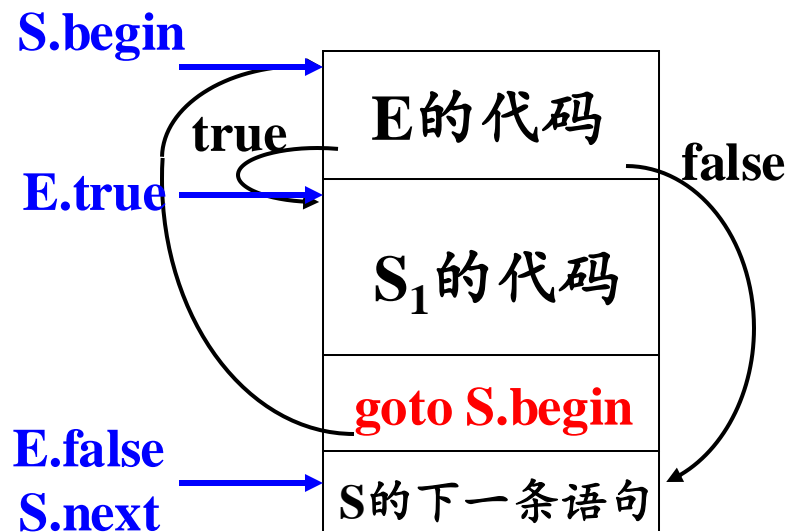 S.begin
E的代码
true
false
E.true
S₁的代码
goto S.begin
E.false
S.next
S的下一条语句